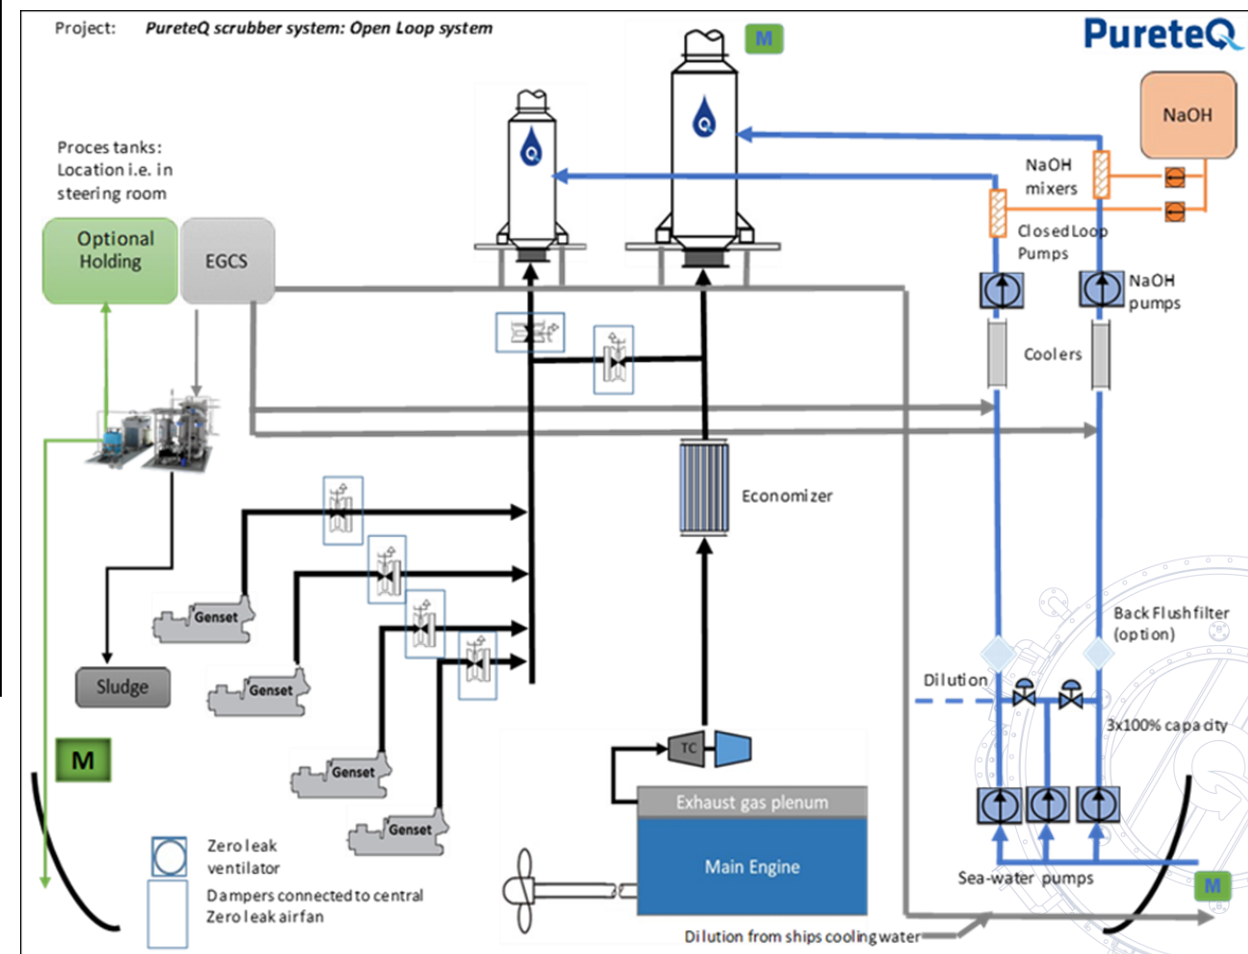 Project: PureteQ scrubber system: Open Loop system
M
PureteQ
NaOH
Q
Q
Proces tanks:
Location i.e. in
steering room
NaOH
mixers
Optional
Holding
EGCS
Closed Loop
Pumps
NaOH
pumps
Coolers
Economizer
Genset
Genset
Genset
Genset
Back Flush filter
(option)
Sludge
Dilution
3x100% capacity
M
TC
Exhaust gas plenum
Main Engine
Zero leak
ventilator
Dampers connected to central
Zero leak airfan
Sea-water pumps
M
Dilution from ships cooling water